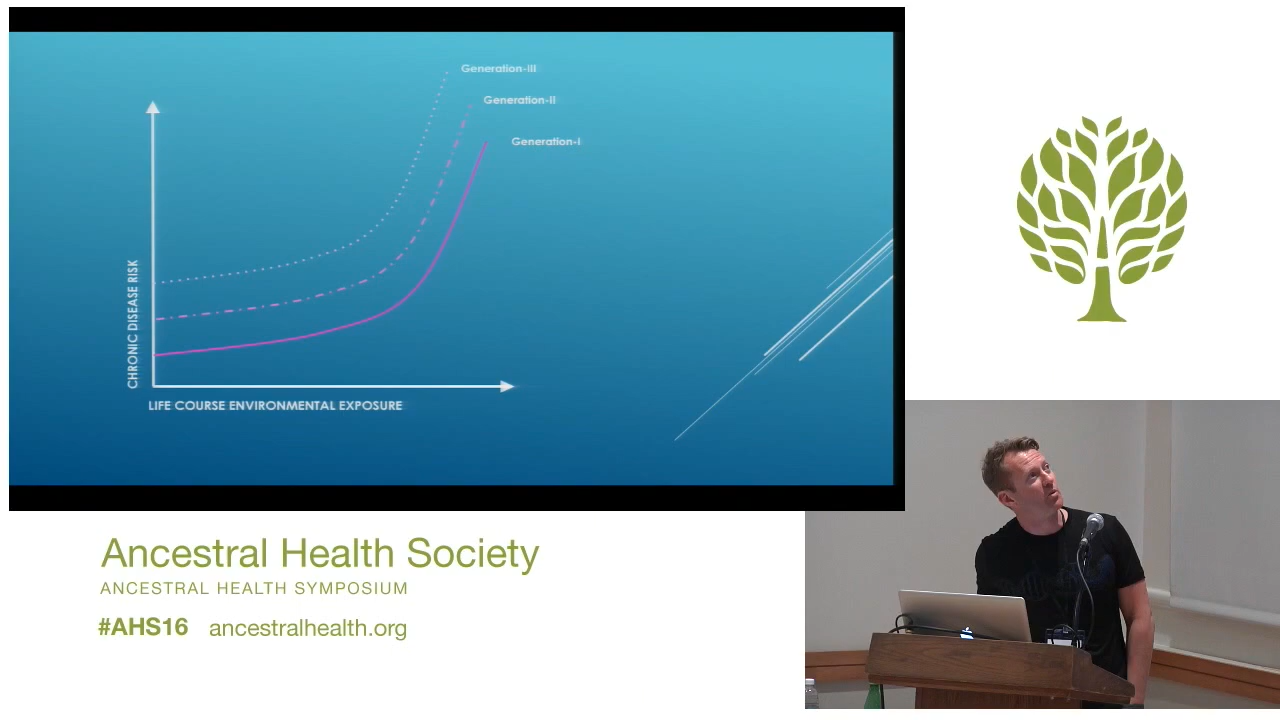 Generation-III
Generation-II
Generation-I
CHRONIC DISEASE RISK
LIFE COURSE ENVIRONMENTAL EXPOSURE
Ancestral Health Society
ANCESTRAL HEALTH SYMPOSIUM
#AHS16 ancestralhealth.org